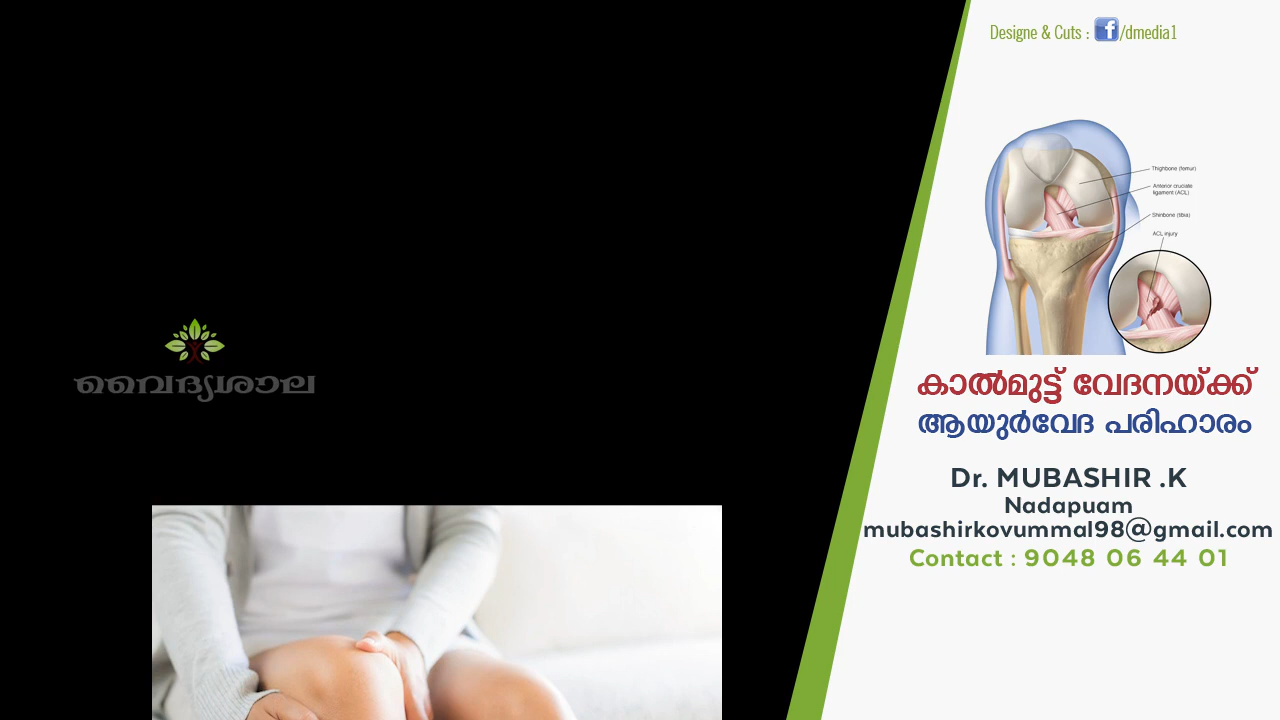 Designe & Cuts : f/dmedia1
Thighbone (femur)
Anterior cruciate
ligament (ACL)
Shinbone (tibia)
ACL injury
വൈദ്യശാല
കാൽമുട്ട് വേദനയ്ക്ക്
ആയുർവേദ പരിഹാരം
Dr. MUBASHIR .K
Nadapuam
mubashirkovummal98@gmail.com
Contact : 9048 06 44 01